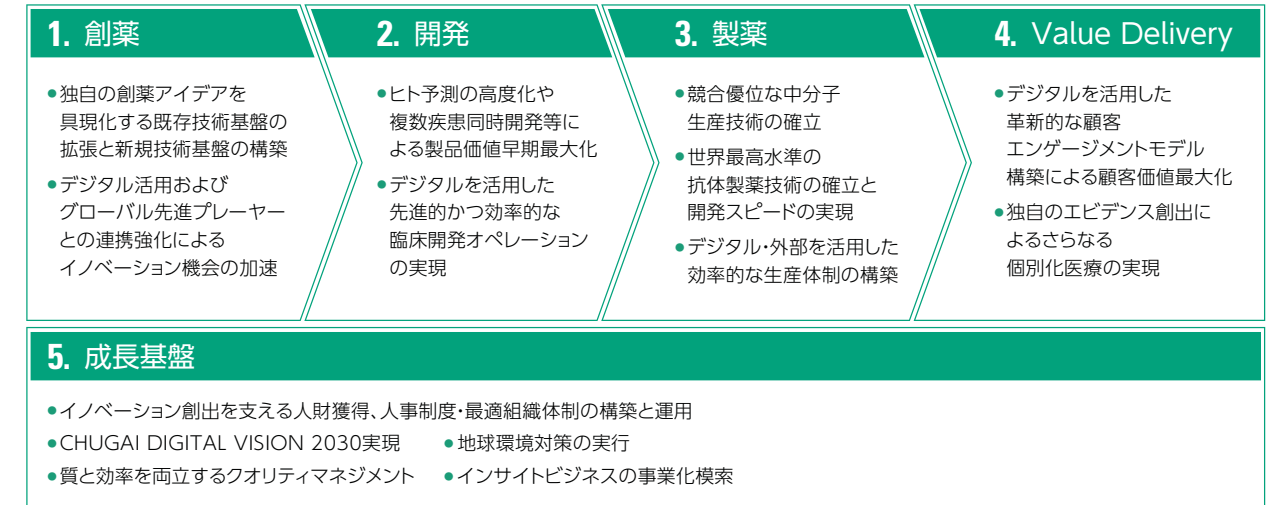 1. 創薬
●独自の創薬アイデアを
具現化する既存技術基盤の
拡張と新規技術基盤の構築
●デジタル活用および
グローバル先進プレーヤー
との連携強化による
イノベーション機会の加速
2. 開発
●ヒト予測の高度化や
複数疾患同時開発等に
よる製品価値早期最大化
●デジタルを活用した
先進的かつ効率的な
臨床開発オペレーション
の実現
3. 製薬
●競合優位な中分子
生産技術の確立
●世界最高水準の
抗体製薬技術の確立と
開発スピードの実現
●デジタル・外部を活用した
効率的な生産体制の構築
4. Value Delivery
●デジタルを活用した
革新的な顧客
エンゲージメントモデル
構築による顧客価値最大化
●独自のエビデンス創出に
よるさらなる
個別化医療の実現
5. 成長基盤
●イノベーション創出を支える人財獲得、人事制度・最適組織体制の構築と運用
●CHUGAI DIGITAL VISION 2030実現 ●地球環境対策の実行
●質と効率を両立するクオリティマネジメント ●インサイトビジネスの事業化模索